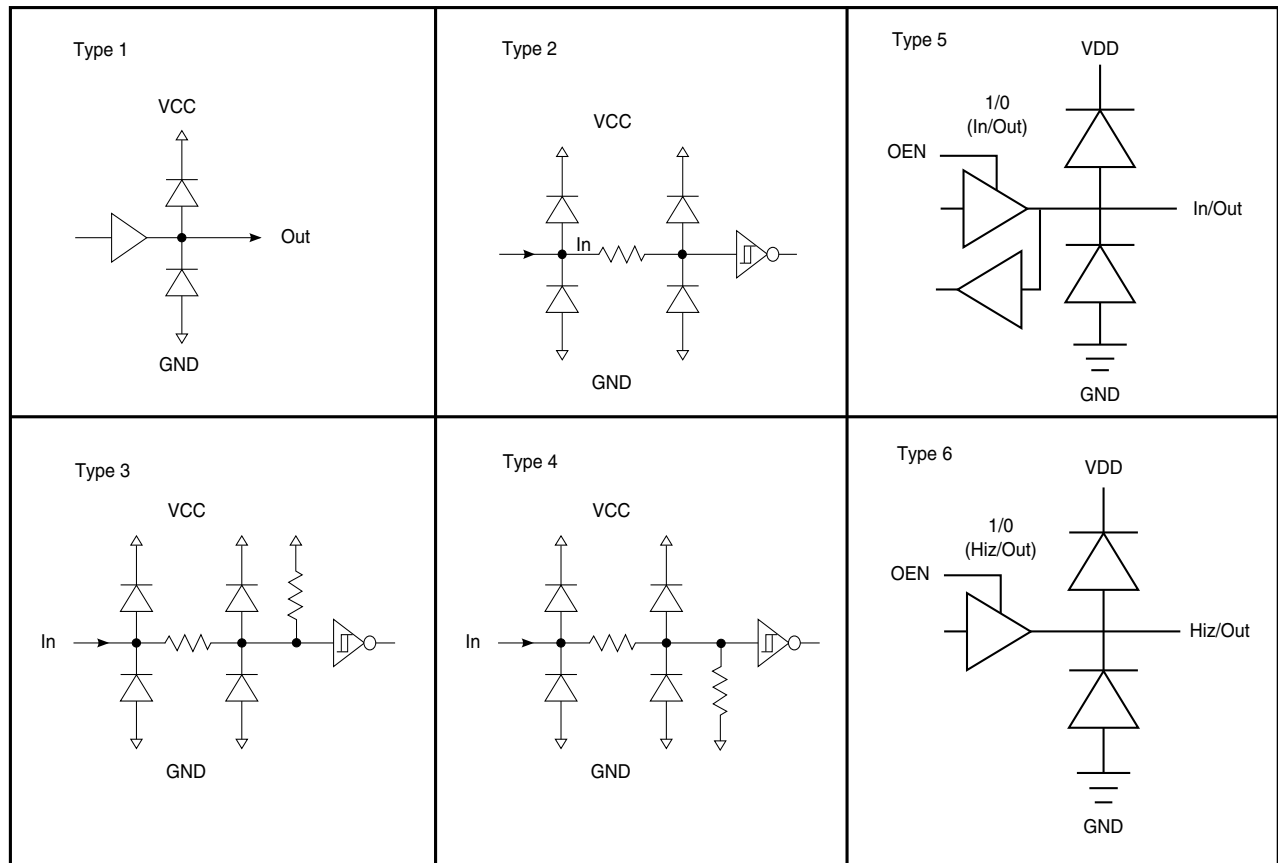 Type 1
VCC
Out
GND
Type 2
VCC
In
GND
Type 5
VDD
1/0
(In/Out)
OEN
In/Out
GND
Type 3
VCC
In
GND
Type 4
VCC
In
GND
Type 6
VDD
1/0
(Hiz/Out)
OEN
Hiz/Out
GND